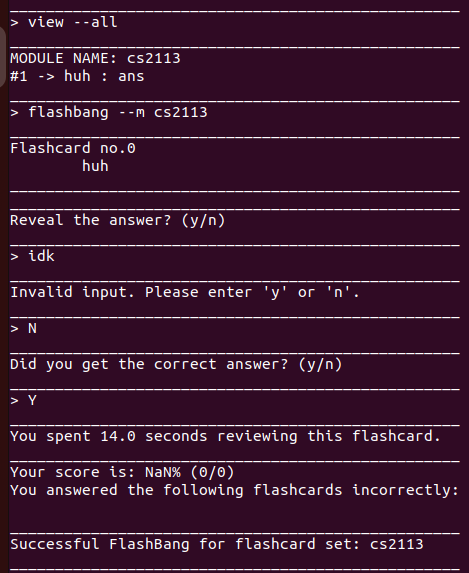 > view --all
MODULE NAME: cs2113
#1 -> huh : ans
> flashbang --m cs2113
Flashcard no.0
huh
Reveal the answer? (y/n)
> idk
Invalid input. Please enter 'y' or 'n'.
> N
Did you get the correct answer? (y/n)
> Y
You spent 14.0 seconds reviewing this flashcard.
Your score is: NaN% (0/0)
You answered the following flashcards incorrectly:
Successful FlashBang for flashcard set: cs2113